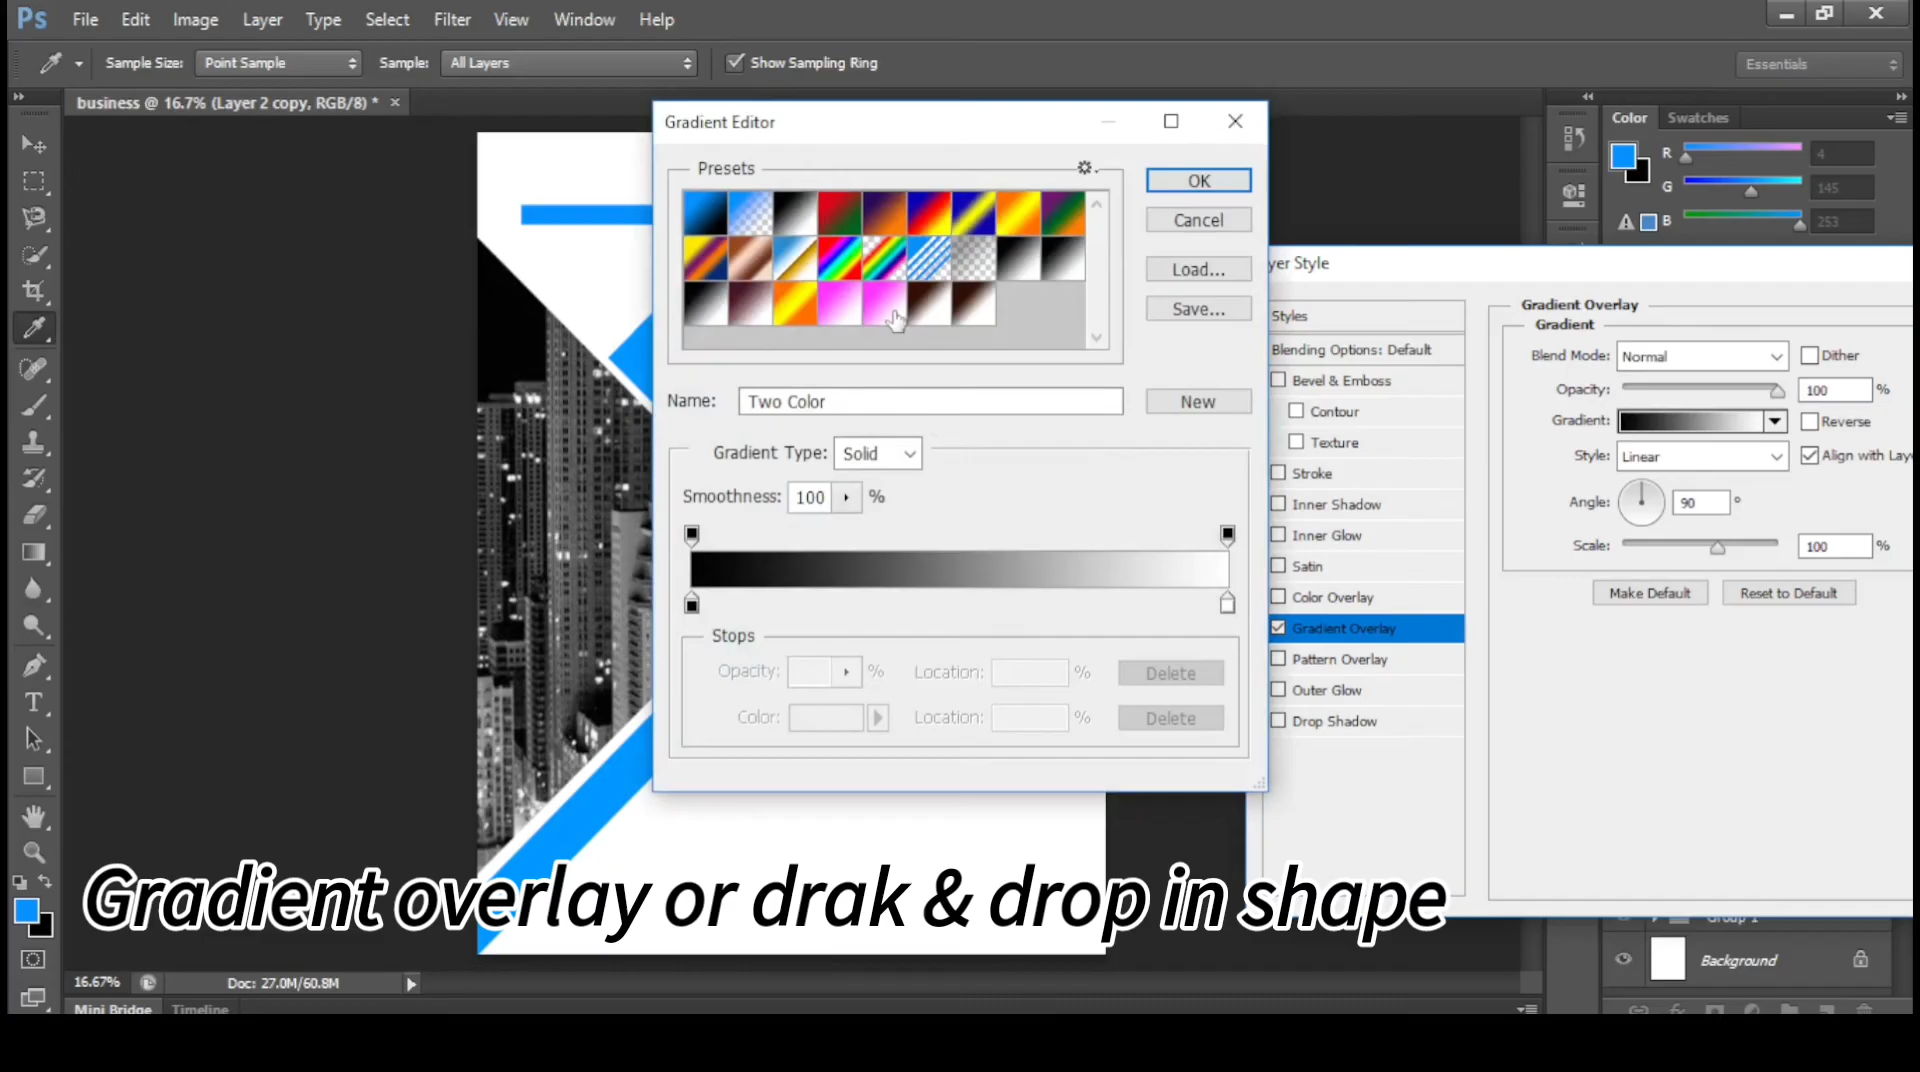 Ps File Edit Image Layer Type Select Filter View Window Help
Sample Size: Point Sample Sample: All Layers Show Sampling Ring Essentials
business @ 16.7% (Layer 2 copy, RGB/8) *
Gradient Editor
Presets
OK
Cancel
Load...
Save...
Name: Two Color New
Gradient Type: Solid
Smoothness: 100 %
Stops
Opacity: % Location: % Delete
Color: Location: % Delete
Color Swatches
R 4
G 145
B 253
yer Style
Styles
Blending Options: Default
Bevel & Emboss
Contour
Texture
Stroke
Inner Shadow
Inner Glow
Satin
Color Overlay
Gradient Overlay
Pattern Overlay
Outer Glow
Drop Shadow
Gradient Overlay
Gradient
Blend Mode: Normal Dither
Opacity: 100 %
Gradient: Reverse
Style: Linear Align with Lay
Angle: 90 °
Scale: 100 %
Make Default Reset to Default
Gradient overlay or drak & drop in shape
Group 1
Background
16.67% Doc: 27.0M/60.8M
Mini Bridge Timeline